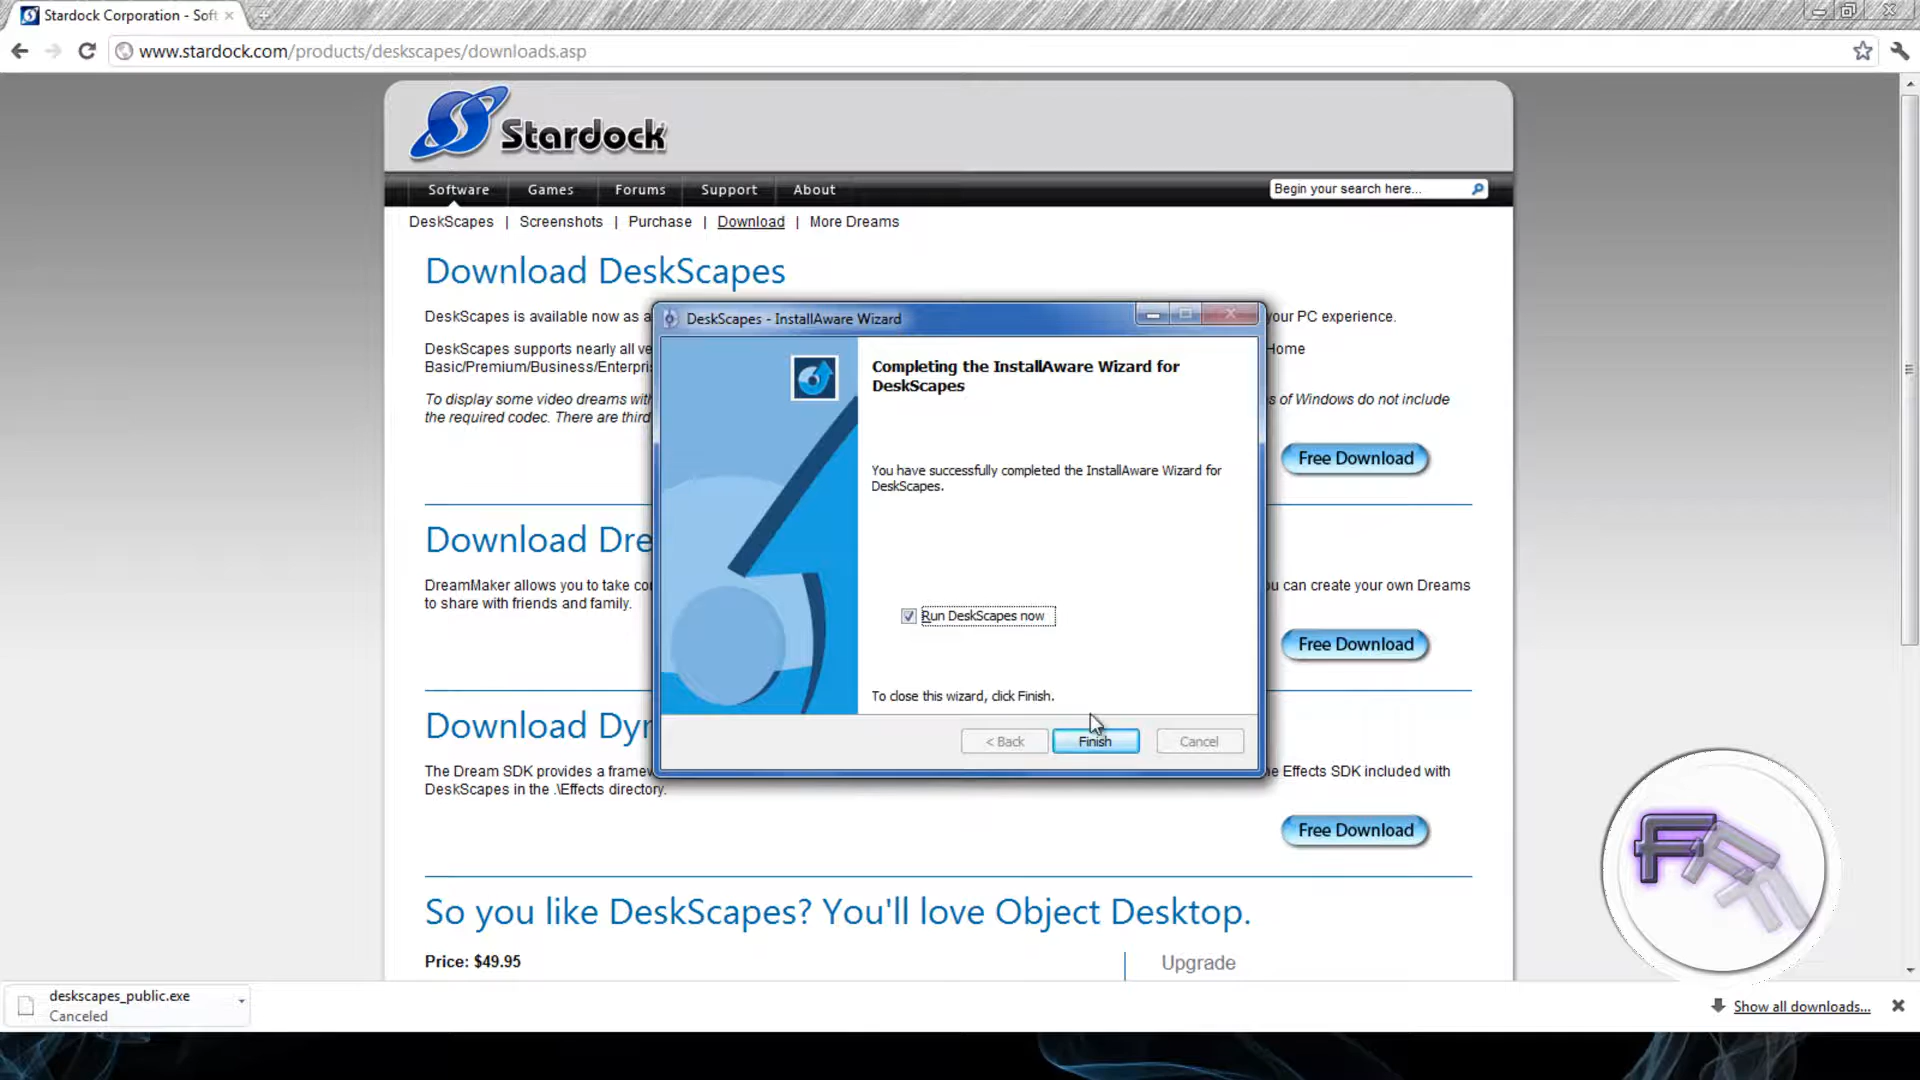 Stardock Corporation - Soft
www.stardock.com/products/deskscapes/downloads.asp
Stardock
Software Games Forums Support About
Begin your search here...
DeskScapes | Screenshots | Purchase | Download | More Dreams
Download DeskScapes
DeskScapes is available now as a
your PC experience.
DeskScapes supports nearly all ve
Home
Basic/Premium/Business/Enterpris
To display some video dreams with
s of Windows do not include
the required codec. There are third
Free Download
Download Dre
DreamMaker allows you to take co
ou can create your own Dreams
to share with friends and family.
Free Download
Download Dyn
The Dream SDK provides a framew
e Effects SDK included with
DeskScapes in the .\Effects directory.
Free Download
So you like DeskScapes? You'll love Object Desktop.
Price: $49.95
Upgrade
DeskScapes - InstallAware Wizard
Completing the InstallAware Wizard for
DeskScapes
You have successfully completed the InstallAware Wizard for
DeskScapes.
Run DeskScapes now
To close this wizard, click Finish.
< Back
Finish
Cancel
FFF
deskscapes_public.exe
Canceled
Show all downloads...